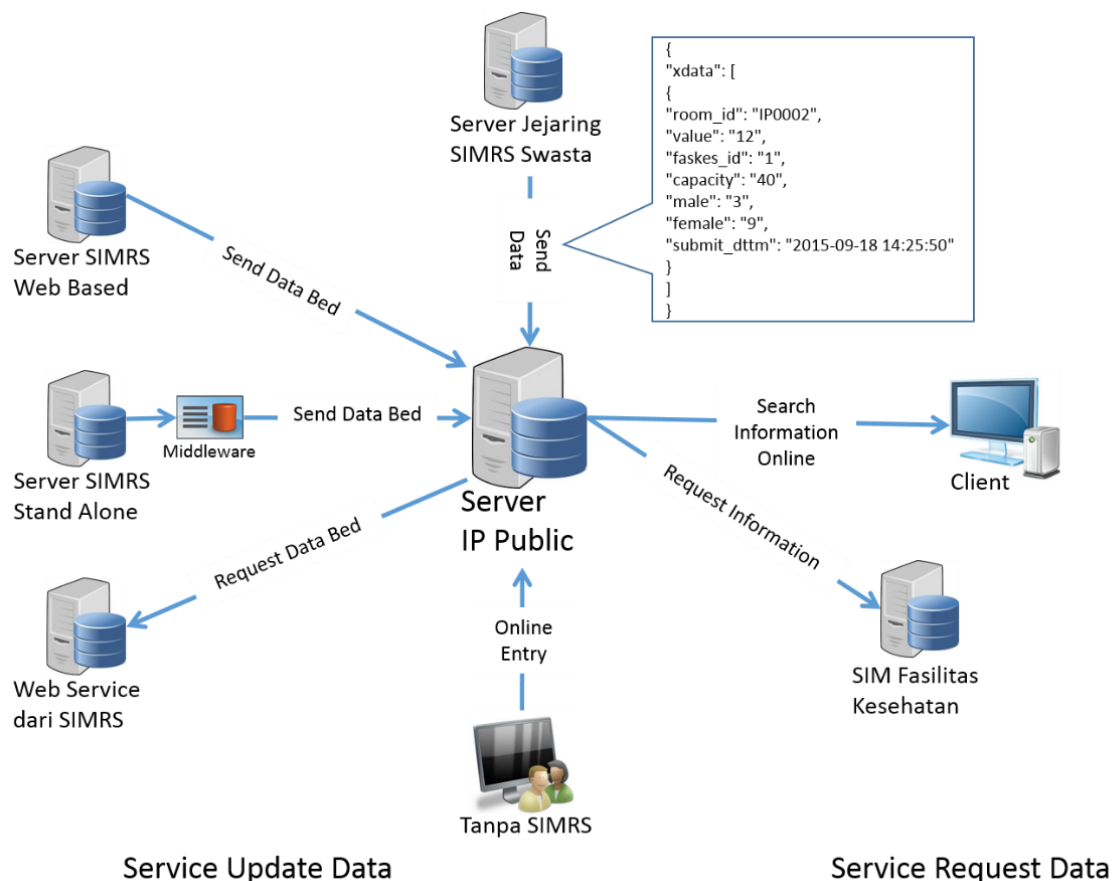 Server Jejaring
SIMRS Swasta
{
"xdata": [
{
"room_id": "IP0002",
"value": "12",
"faskes_id": "1",
"capacity": "40",
"male": "3",
"female": "9",
"submit_dttm": "2015-09-18 14:25:50"
}
]
}
Server SIMRS
Web Based
Send Data Bed
Send
Data
Server SIMRS
Stand Alone
Middleware
Send Data Bed
Server
IP Public
Search
Information
Online
Client
Request Data Bed
Request Information
Web Service
dari SIMRS
Online
Entry
Tanpa SIMRS
SIM Fasilitas
Kesehatan
Service Update Data
Service Request Data